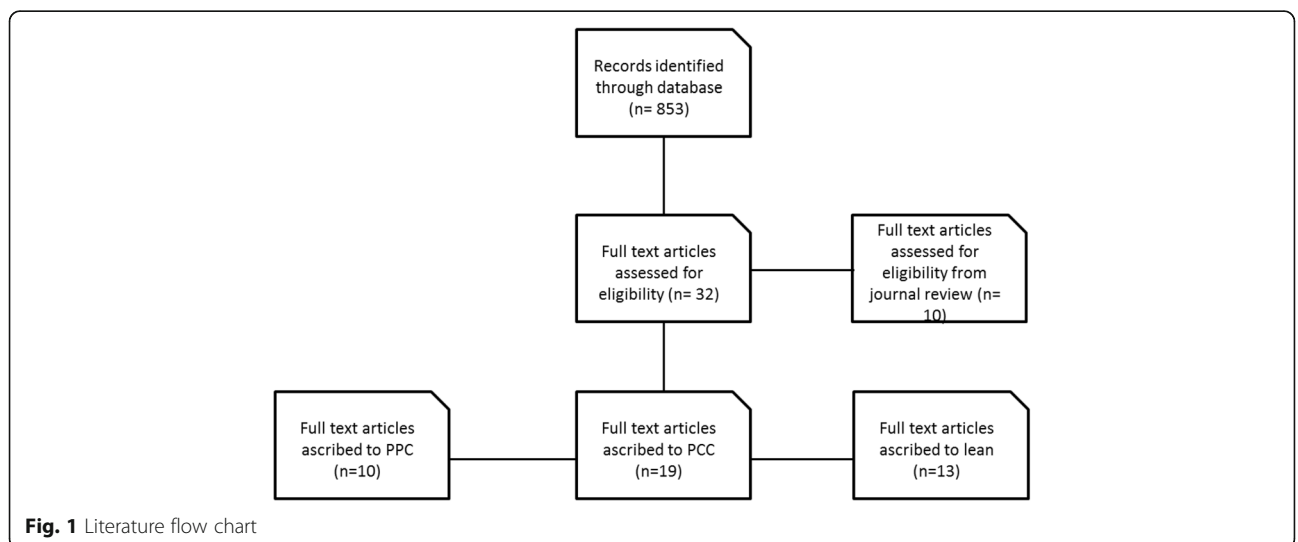 Records identified
through database
(n= 853)
Full text articles
assessed for
eligibility (n= 32)
Full text articles
assessed for
eligibility from
journal review (n=
10)
Full text articles
ascribed to PPC
(n=10)
Full text articles
ascribed to PCC
(n=19)
Full text articles
ascribed to lean
(n=13)
Fig. 1 Literature flow chart